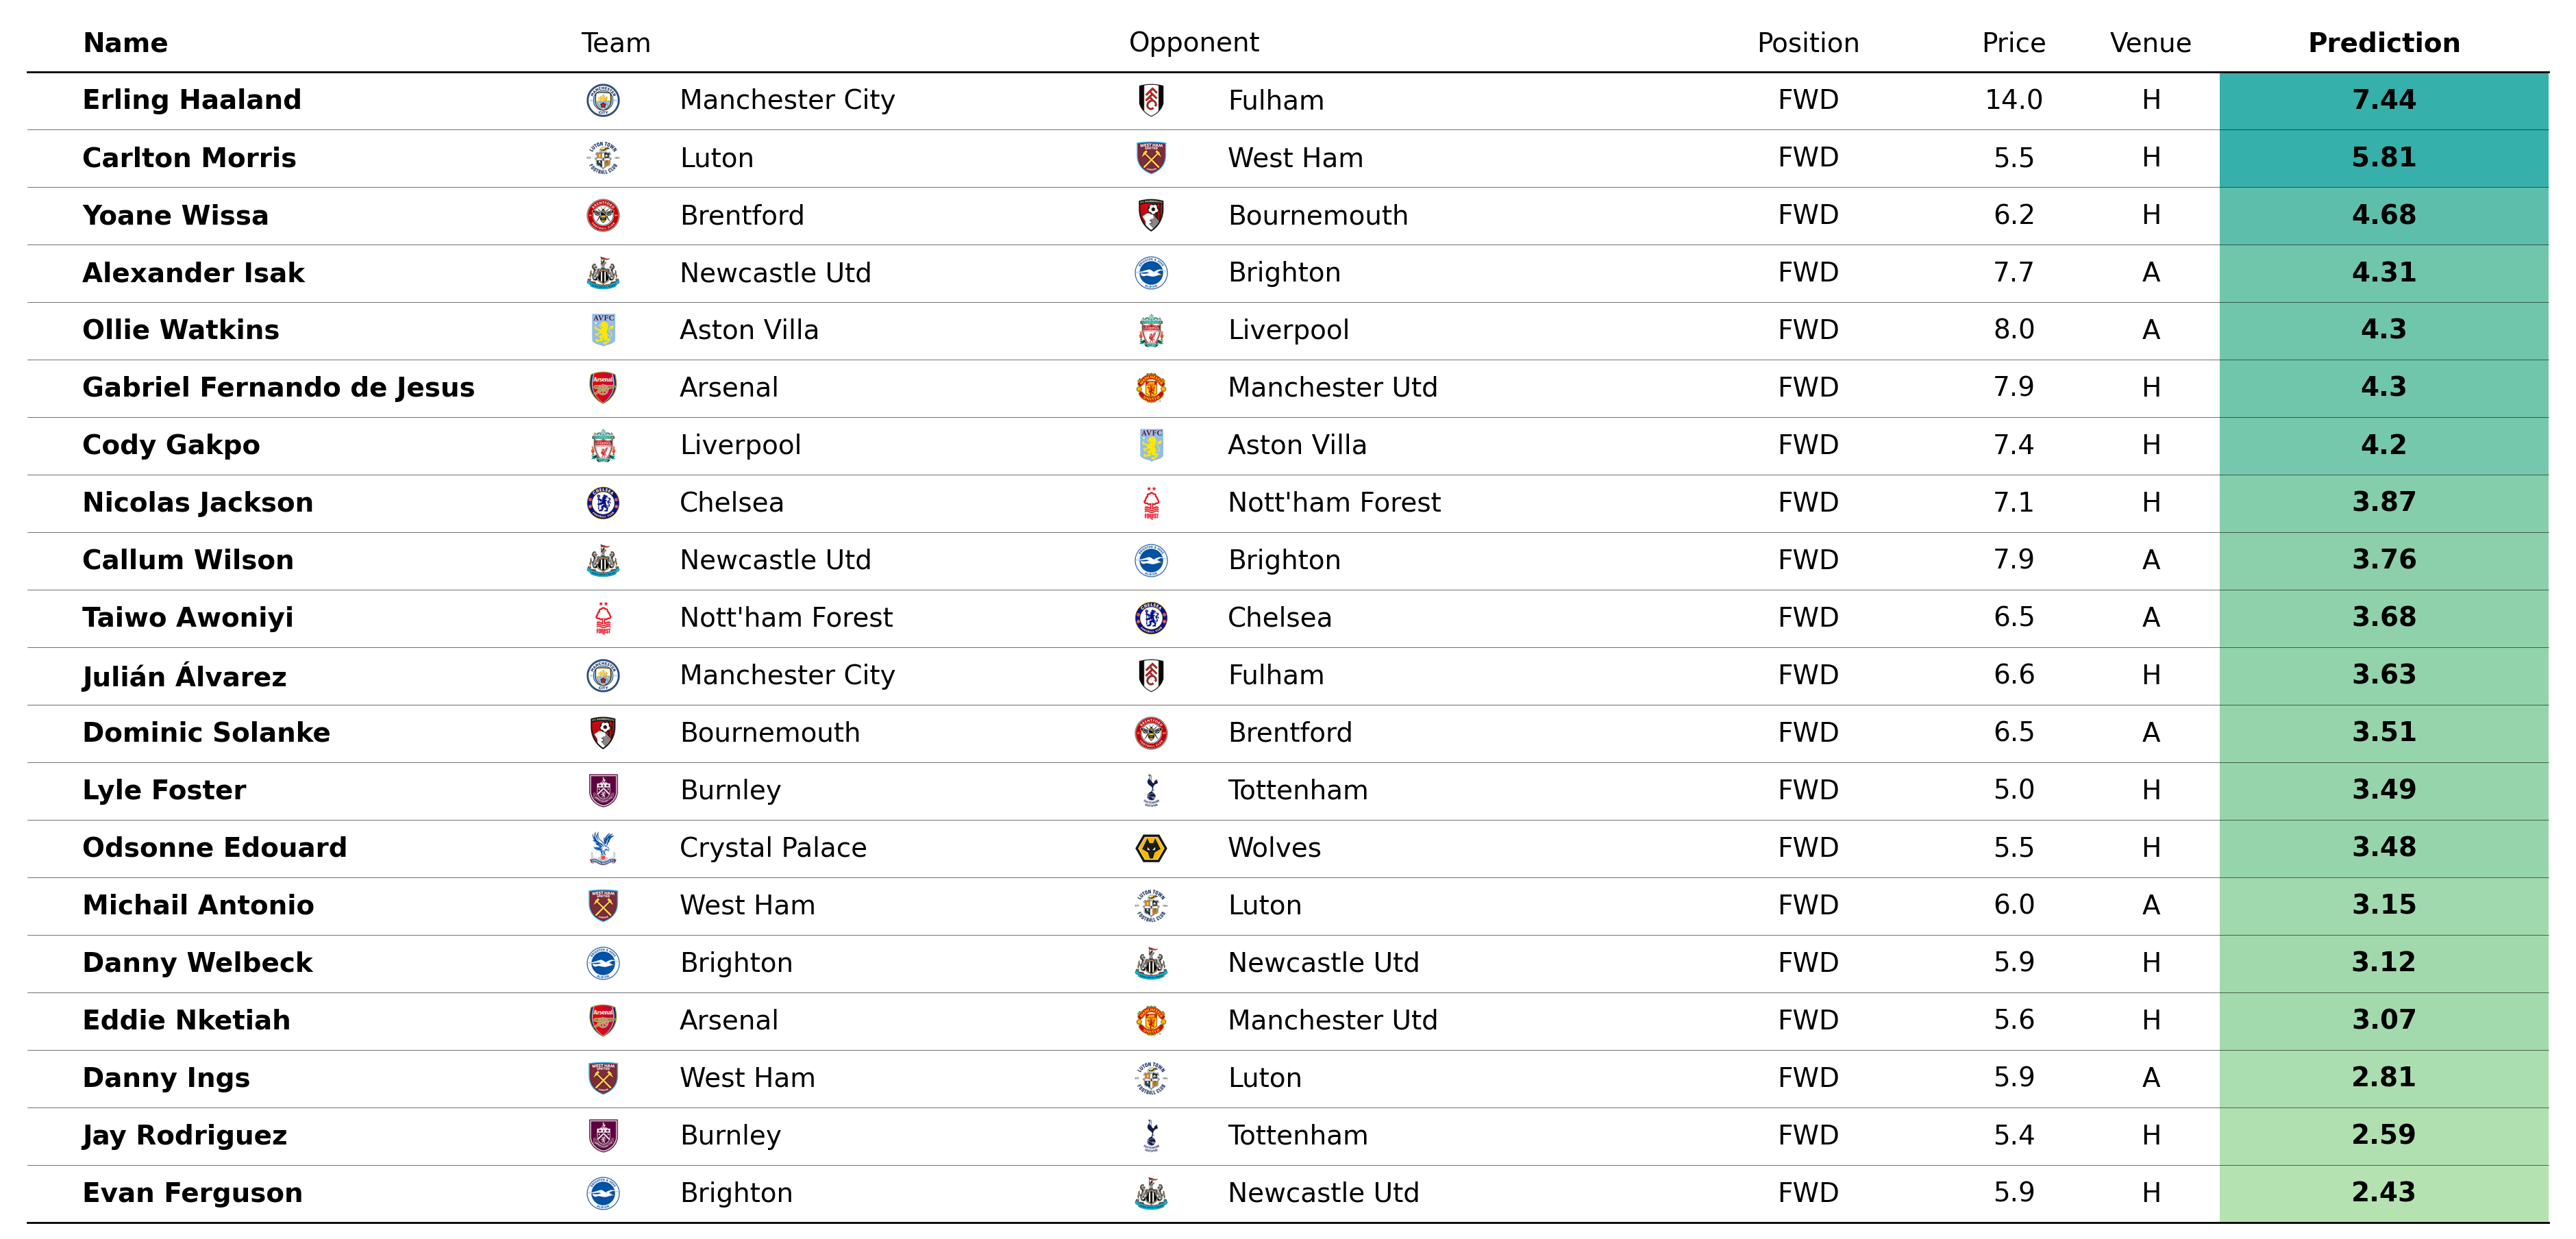 Name Team Opponent Position Price Venue Prediction
Erling Haaland Manchester City Fulham FWD 14.0 H 7.44
Carlton Morris Luton West Ham FWD 5.5 H 5.81
Yoane Wissa Brentford Bournemouth FWD 6.2 H 4.68
Alexander Isak Newcastle Utd Brighton FWD 7.7 A 4.31
Ollie Watkins Aston Villa Liverpool FWD 8.0 A 4.3
Gabriel Fernando de Jesus Arsenal Manchester Utd FWD 7.9 H 4.3
Cody Gakpo Liverpool Aston Villa FWD 7.4 H 4.2
Nicolas Jackson Chelsea Nott'ham Forest FWD 7.1 H 3.87
Callum Wilson Newcastle Utd Brighton FWD 7.9 A 3.76
Taiwo Awoniyi Nott'ham Forest Chelsea FWD 6.5 A 3.68
Julián Álvarez Manchester City Fulham FWD 6.6 H 3.63
Dominic Solanke Bournemouth Brentford FWD 6.5 A 3.51
Lyle Foster Burnley Tottenham FWD 5.0 H 3.49
Odsonne Edouard Crystal Palace Wolves FWD 5.5 H 3.48
Michail Antonio West Ham Luton FWD 6.0 A 3.15
Danny Welbeck Brighton Newcastle Utd FWD 5.9 H 3.12
Eddie Nketiah Arsenal Manchester Utd FWD 5.6 H 3.07
Danny Ings West Ham Luton FWD 5.9 A 2.81
Jay Rodriguez Burnley Tottenham FWD 5.4 H 2.59
Evan Ferguson Brighton Newcastle Utd FWD 5.9 H 2.43